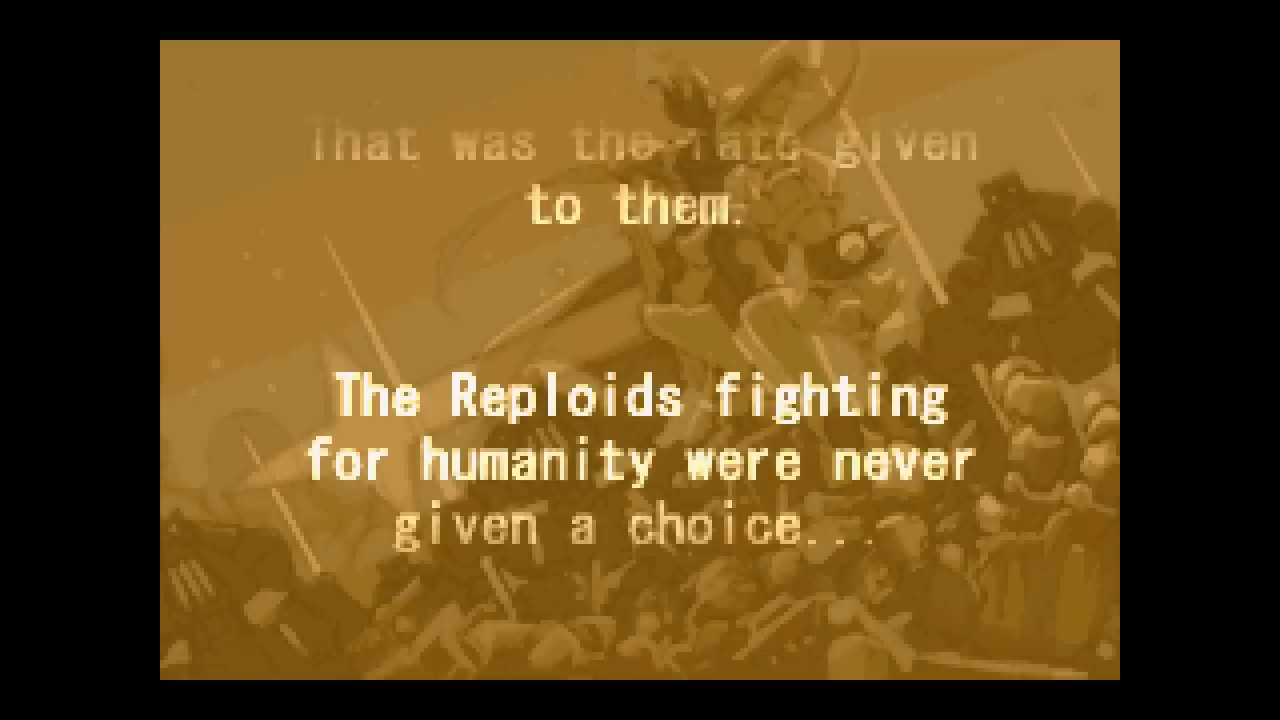 That was the fate given
to them.
The Reploids fighting
for humanity were never
given a choice...